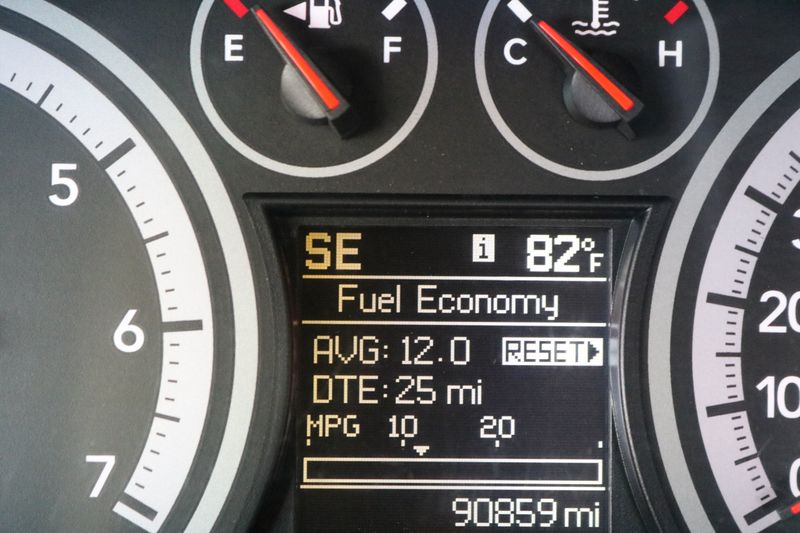 E F
C H
5
6
7
SE i 82°F
Fuel Economy
AVG: 12.0 RESET
DTE: 25 mi
MPG 10 20
90859 mi
20
10